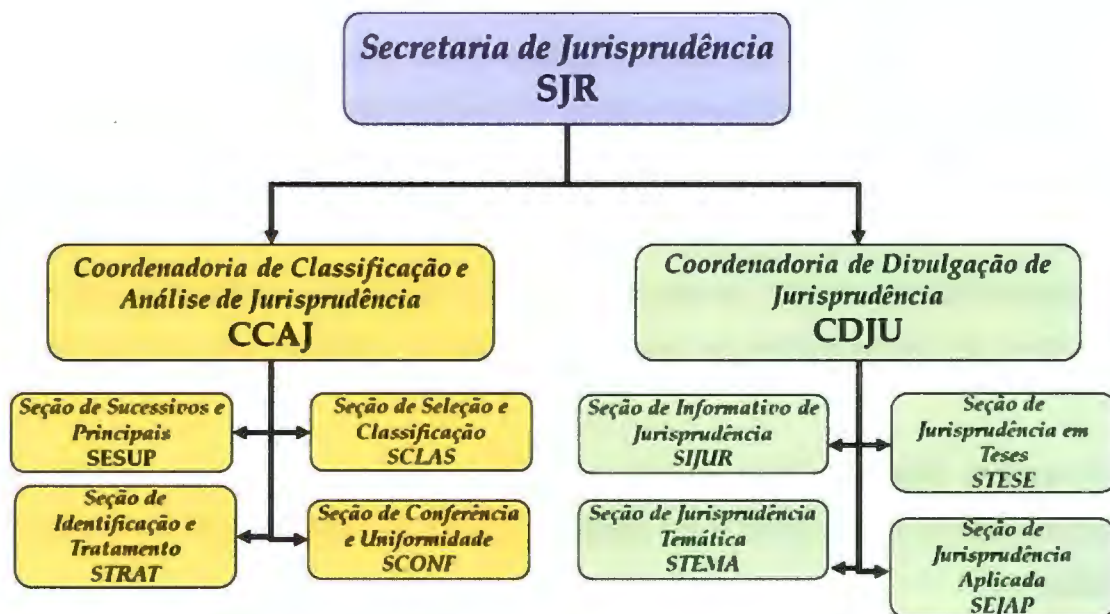 Secretaria de Jurisprudência
SJR
Coordenadoria de Classificação e
Análise de Jurisprudência
CCAJ
Coordenadoria de Divulgação de
Jurisprudência
CDJU
Seção de Sucessivos e
Principais
SESUP
Seção de Seleção e
Classificação
SCLAS
Seção de
Identificação e
Tratamento
STRAT
Seção de Conferência
e Uniformidade
SCONF
Seção de Informativo de
Jurisprudência
SIJUR
Seção de
Jurisprudência em
Teses
STESE
Seção de Jurisprudência
Temática
STEMA
Seção de
Jurisprudência
Aplicada
SEJAP